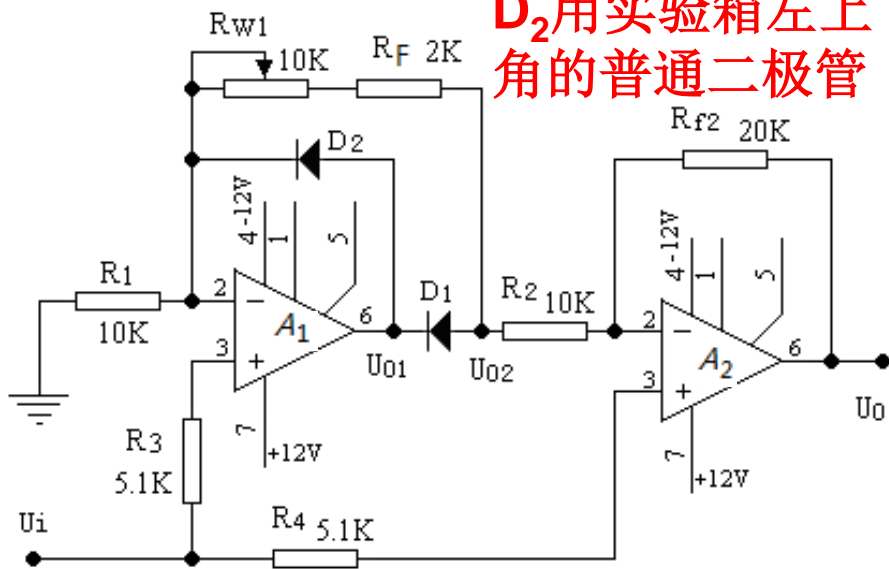 D₂用实验箱左上
角的普通二极管
RW1
10K
RF 2K
Rf2 20K
D2
4 -12V
1
5
4 -12V
1
5
R1
10K
2
−
A1
6
3
+
D1
R2
10K
2
−
A2
6
3
+
U01
U02
U0
7
+12V
7
+12V
R3
5.1K
Ui
R4 5.1K